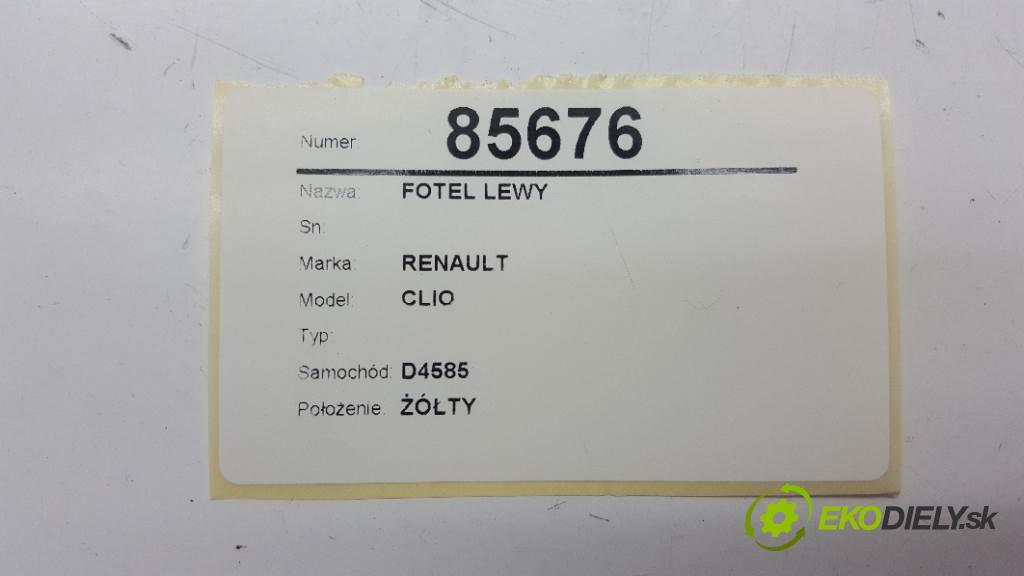 Numer: 85676
Nazwa: FOTEL LEWY
Sn:
Marka: RENAULT
Model: CLIO
Typ:
Samochód: D4585
Położenie: ŻÓŁTY
EKODIELY.sk